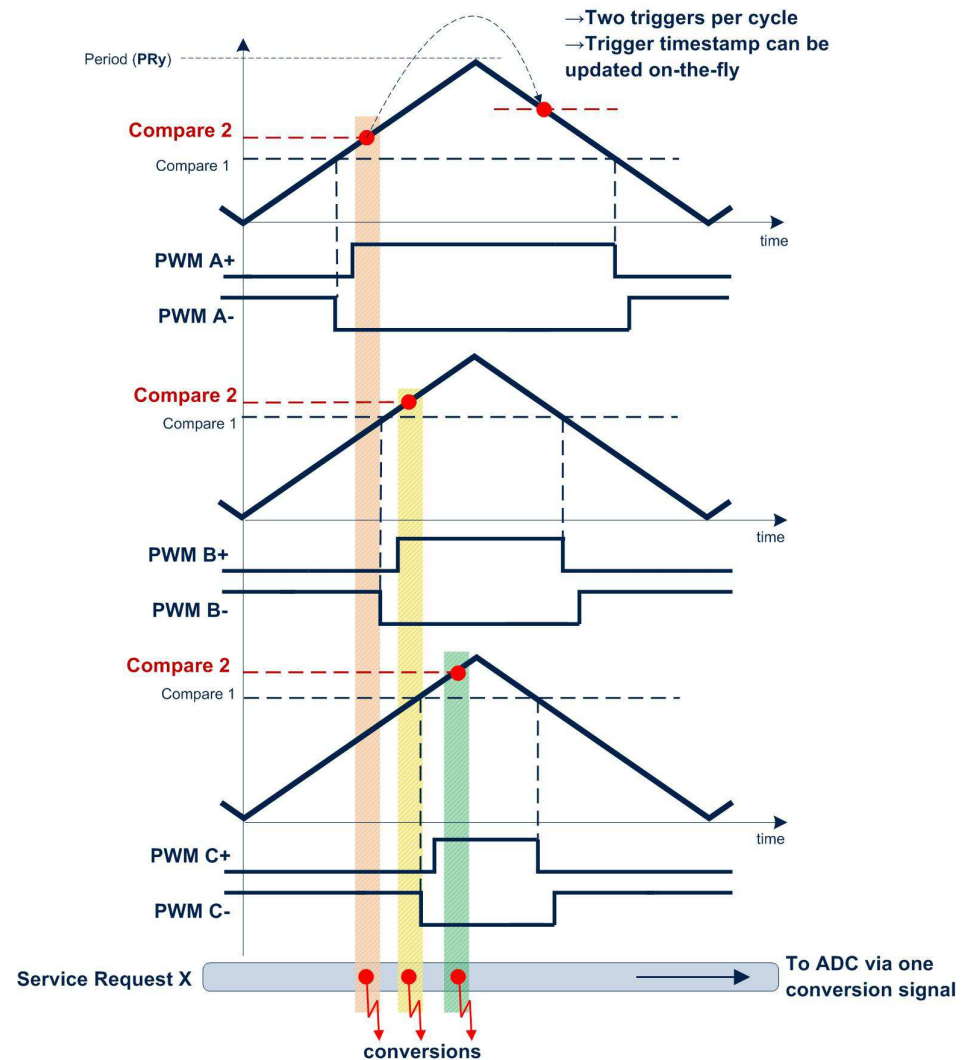 →Two triggers per cycle
→Trigger timestamp can be
updated on-the-fly
Period (PRy)
Compare 2
Compare 1
time
PWM A+
PWM A-
Compare 2
Compare 1
time
PWM B+
PWM B-
Compare 2
Compare 1
time
PWM C+
PWM C-
Service Request X
To ADC via one
conversion signal
conversions